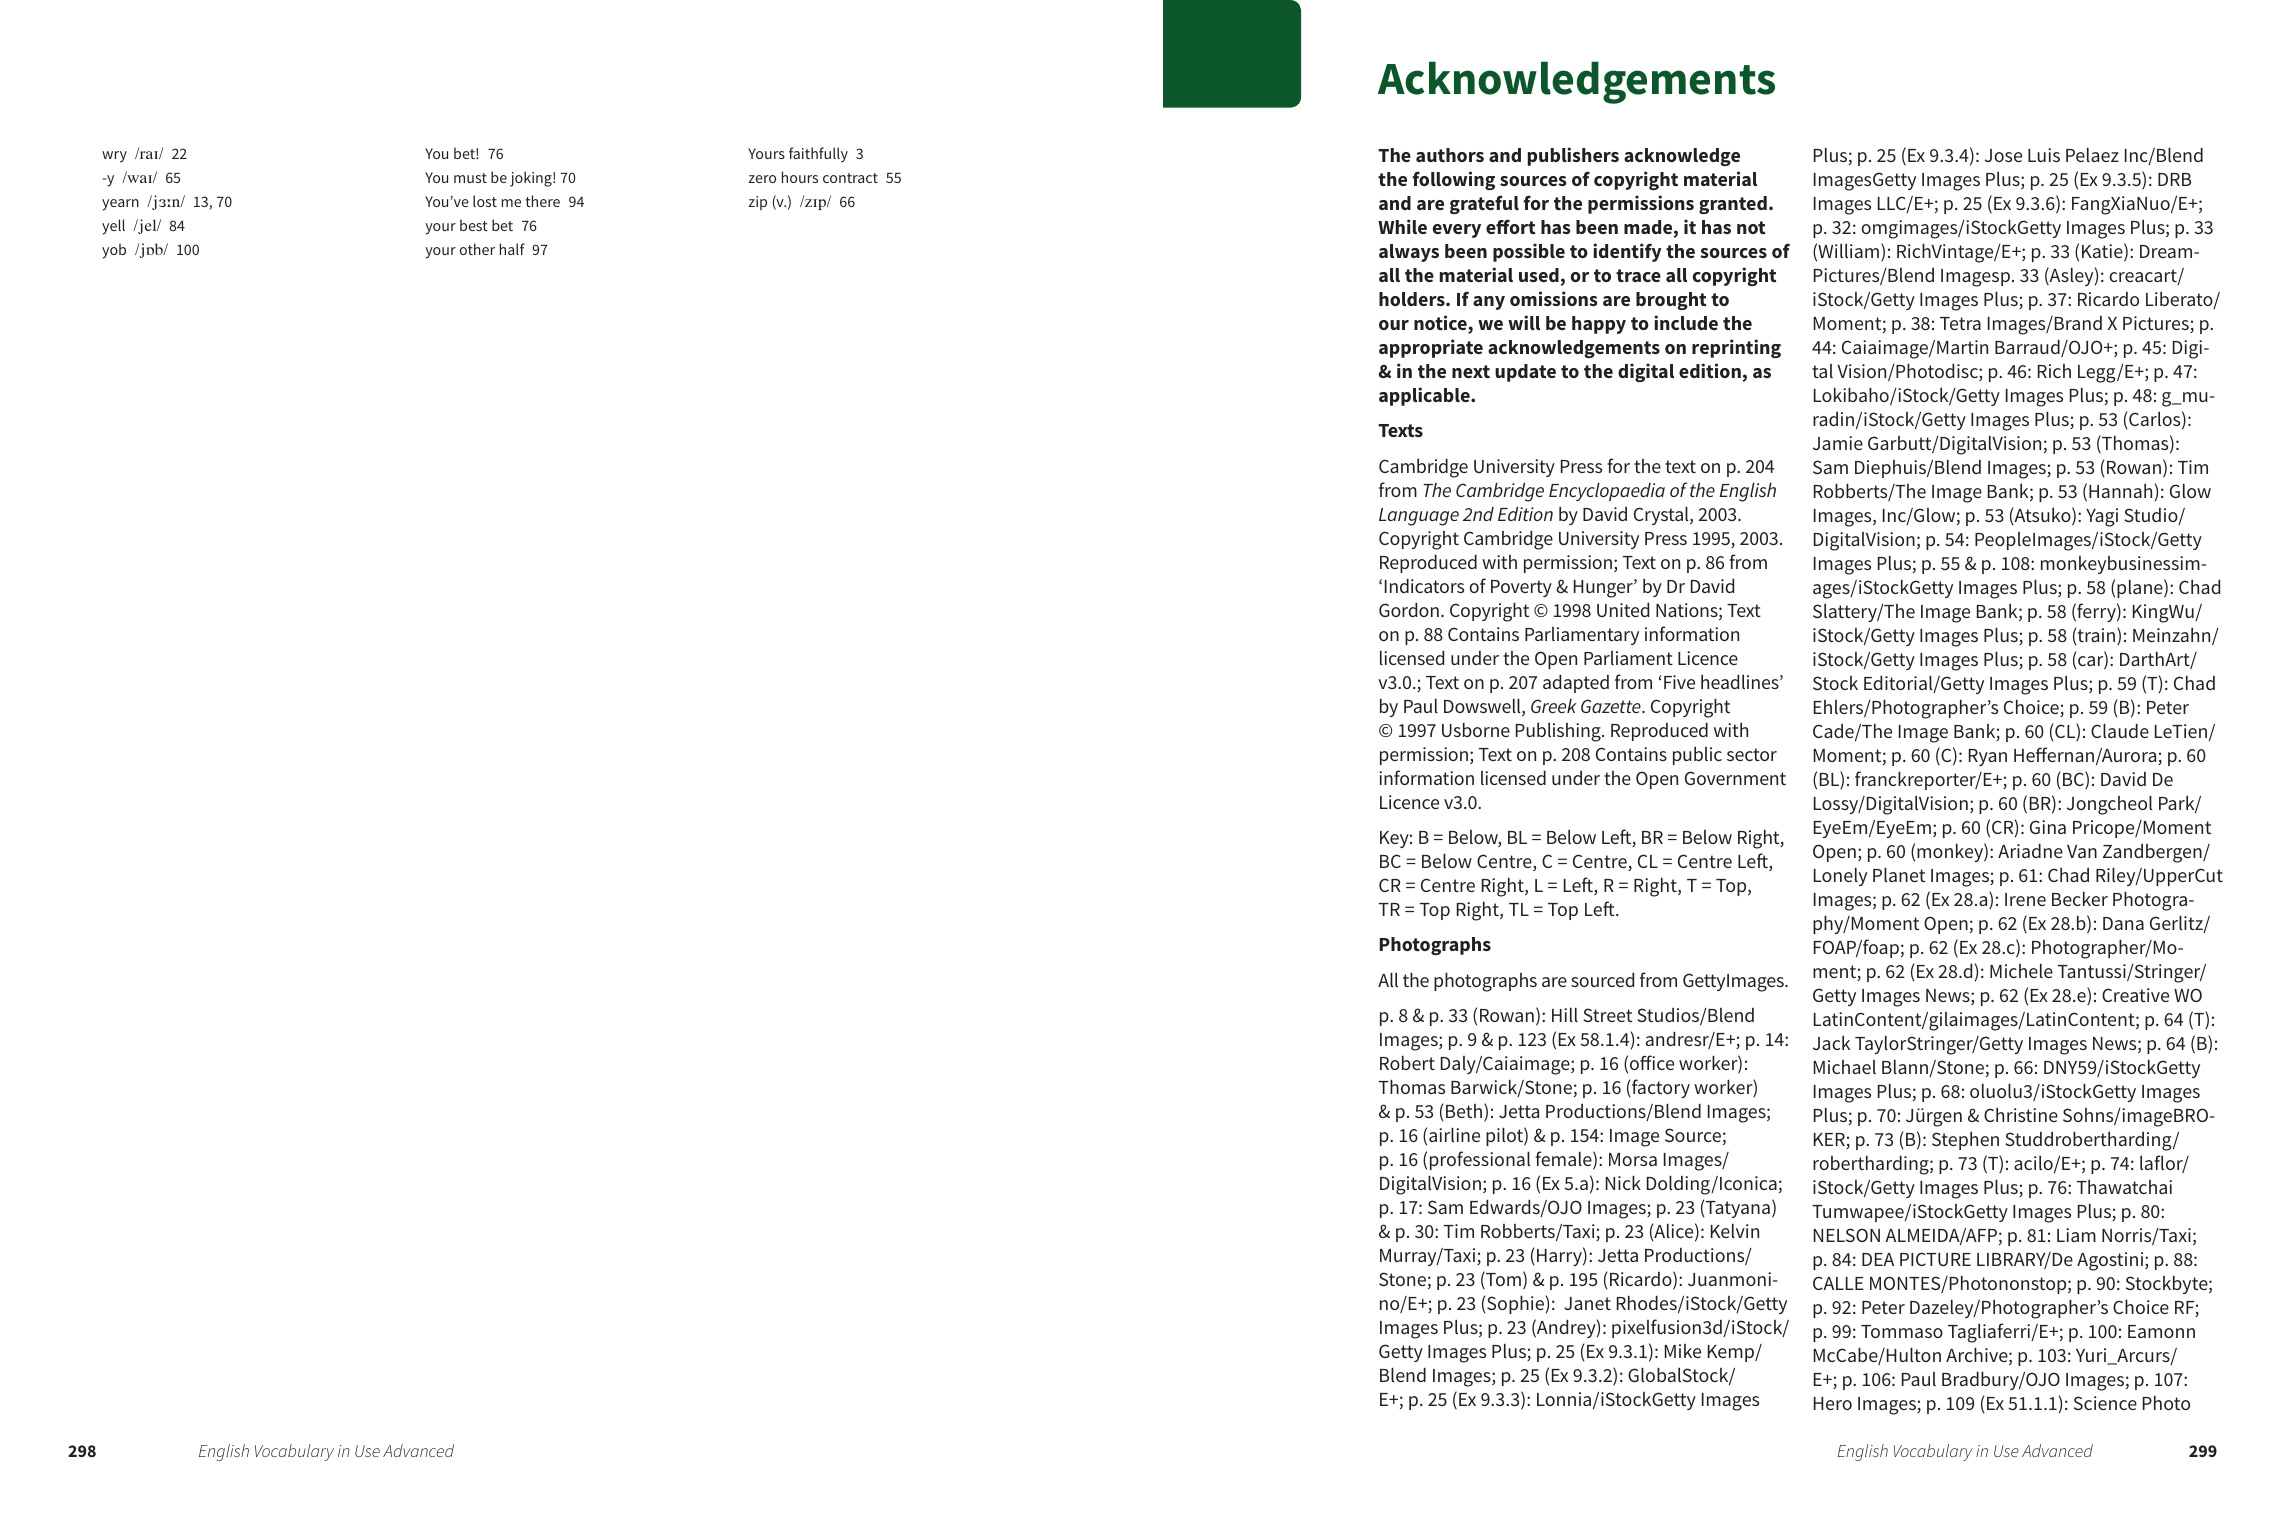 wry /raɪ/ 22
-y /waɪ/ 65
yearn /jɜːn/ 13, 70
yell /jel/ 84
yob /jɒb/ 100
You bet! 76
You must be joking! 70
You’ve lost me there 94
your best bet 76
your other half 97
Yours faithfully 3
zero hours contract 55
zip (v.) /zɪp/ 66
298
English Vocabulary in Use Advanced
Acknowledgements
The authors and publishers acknowledge
the following sources of copyright material
and are grateful for the permissions granted.
While every effort has been made, it has not
always been possible to identify the sources of
all the material used, or to trace all copyright
holders. If any omissions are brought to
our notice, we will be happy to include the
appropriate acknowledgements on reprinting
& in the next update to the digital edition, as
applicable.
Texts
Cambridge University Press for the text on p. 204
from The Cambridge Encyclopaedia of the English
Language 2nd Edition by David Crystal, 2003.
Copyright Cambridge University Press 1995, 2003.
Reproduced with permission; Text on p. 86 from
‘Indicators of Poverty & Hunger’ by Dr David
Gordon. Copyright © 1998 United Nations; Text
on p. 88 Contains Parliamentary information
licensed under the Open Parliament Licence
v3.0.; Text on p. 207 adapted from ‘Five headlines’
by Paul Dowswell, Greek Gazette. Copyright
© 1997 Usborne Publishing. Reproduced with
permission; Text on p. 208 Contains public sector
information licensed under the Open Government
Licence v3.0.
Key: B = Below, BL = Below Left, BR = Below Right,
BC = Below Centre, C = Centre, CL = Centre Left,
CR = Centre Right, L = Left, R = Right, T = Top,
TR = Top Right, TL = Top Left.
Photographs
All the photographs are sourced from GettyImages.
p. 8 & p. 33 (Rowan): Hill Street Studios/Blend
Images; p. 9 & p. 123 (Ex 58.1.4): andresr/E+; p. 14:
Robert Daly/Caiaimage; p. 16 (office worker):
Thomas Barwick/Stone; p. 16 (factory worker)
& p. 53 (Beth): Jetta Productions/Blend Images;
p. 16 (airline pilot) & p. 154: Image Source;
p. 16 (professional female): Morsa Images/
DigitalVision; p. 16 (Ex 5.a): Nick Dolding/Iconica;
p. 17: Sam Edwards/OJO Images; p. 23 (Tatyana)
& p. 30: Tim Robberts/Taxi; p. 23 (Alice): Kelvin
Murray/Taxi; p. 23 (Harry): Jetta Productions/
Stone; p. 23 (Tom) & p. 195 (Ricardo): Juanmoni-
no/E+; p. 23 (Sophie): Janet Rhodes/iStock/Getty
Images Plus; p. 23 (Andrey): pixelfusion3d/iStock/
Getty Images Plus; p. 25 (Ex 9.3.1): Mike Kemp/
Blend Images; p. 25 (Ex 9.3.2): GlobalStock/
E+; p. 25 (Ex 9.3.3): Lonnia/iStockGetty Images
Plus; p. 25 (Ex 9.3.4): Jose Luis Pelaez Inc/Blend
ImagesGetty Images Plus; p. 25 (Ex 9.3.5): DRB
Images LLC/E+; p. 25 (Ex 9.3.6): FangXiaNuo/E+;
p. 32: omgimages/iStockGetty Images Plus; p. 33
(William): RichVintage/E+; p. 33 (Katie): Dream-
Pictures/Blend Imagesp. 33 (Asley): creacart/
iStock/Getty Images Plus; p. 37: Ricardo Liberato/
Moment; p. 38: Tetra Images/Brand X Pictures; p.
44: Caiaimage/Martin Barraud/OJO+; p. 45: Digi-
tal Vision/Photodisc; p. 46: Rich Legg/E+; p. 47:
Lokibaho/iStock/Getty Images Plus; p. 48: g_mu-
radin/iStock/Getty Images Plus; p. 53 (Carlos):
Jamie Garbutt/DigitalVision; p. 53 (Thomas):
Sam Diephuis/Blend Images; p. 53 (Rowan): Tim
Robberts/The Image Bank; p. 53 (Hannah): Glow
Images, Inc/Glow; p. 53 (Atsuko): Yagi Studio/
DigitalVision; p. 54: PeopleImages/iStock/Getty
Images Plus; p. 55 & p. 108: monkeybusinessim-
ages/iStockGetty Images Plus; p. 58 (plane): Chad
Slattery/The Image Bank; p. 58 (ferry): KingWu/
iStock/Getty Images Plus; p. 58 (train): Meinzahn/
iStock/Getty Images Plus; p. 58 (car): DarthArt/
Stock Editorial/Getty Images Plus; p. 59 (T): Chad
Ehlers/Photographer’s Choice; p. 59 (B): Peter
Cade/The Image Bank; p. 60 (CL): Claude LeTien/
Moment; p. 60 (C): Ryan Heffernan/Aurora; p. 60
(BL): franckreporter/E+; p. 60 (BC): David De
Lossy/DigitalVision; p. 60 (BR): Jongcheol Park/
EyeEm/EyeEm; p. 60 (CR): Gina Pricope/Moment
Open; p. 60 (monkey): Ariadne Van Zandbergen/
Lonely Planet Images; p. 61: Chad Riley/UpperCut
Images; p. 62 (Ex 28.a): Irene Becker Photogra-
phy/Moment Open; p. 62 (Ex 28.b): Dana Gerlitz/
FOAP/foap; p. 62 (Ex 28.c): Photographer/Mo-
ment; p. 62 (Ex 28.d): Michele Tantussi/Stringer/
Getty Images News; p. 62 (Ex 28.e): Creative WO
LatinContent/gilaimages/LatinContent; p. 64 (T):
Jack TaylorStringer/Getty Images News; p. 64 (B):
Michael Blann/Stone; p. 66: DNY59/iStockGetty
Images Plus; p. 68: oluolu3/iStockGetty Images
Plus; p. 70: Jürgen & Christine Sohns/imageBRO-
KER; p. 73 (B): Stephen Studdrobertharding/
robertharding; p. 73 (T): acilo/E+; p. 74: laflor/
iStock/Getty Images Plus; p. 76: Thawatchai
Tumwapee/iStockGetty Images Plus; p. 80:
NELSON ALMEIDA/AFP; p. 81: Liam Norris/Taxi;
p. 84: DEA PICTURE LIBRARY/De Agostini; p. 88:
CALLE MONTES/Photononstop; p. 90: Stockbyte;
p. 92: Peter Dazeley/Photographer’s Choice RF;
p. 99: Tommaso Tagliaferri/E+; p. 100: Eamonn
McCabe/Hulton Archive; p. 103: Yuri_Arcurs/
E+; p. 106: Paul Bradbury/OJO Images; p. 107:
Hero Images; p. 109 (Ex 51.1.1): Science Photo
English Vocabulary in Use Advanced
299